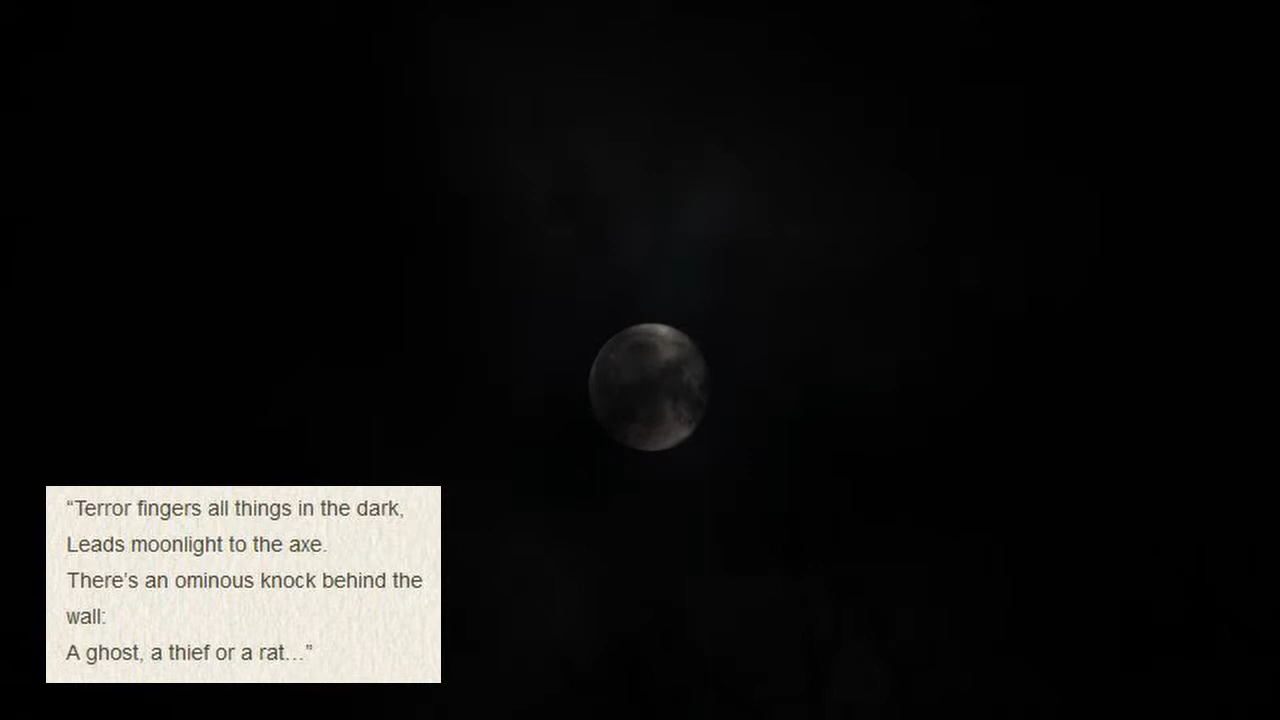 “Terror fingers all things in the dark,
Leads moonlight to the axe.
There’s an ominous knock behind the
wall:
A ghost, a thief or a rat…”